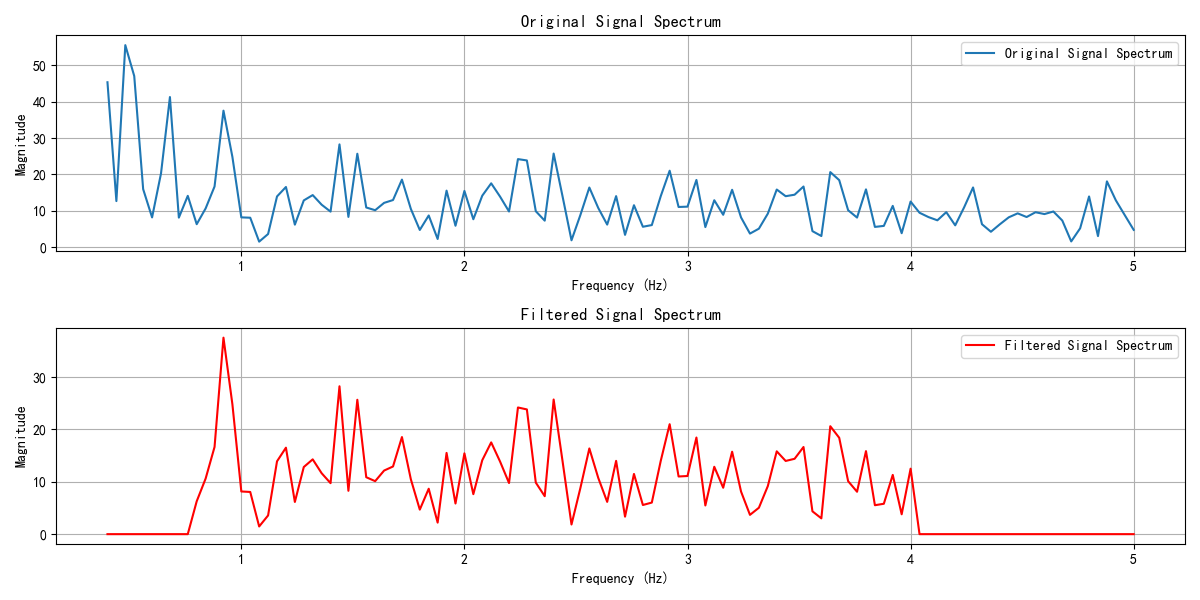 Original Signal Spectrum
Original Signal Spectrum
Magnitude
50
40
30
20
10
0
1 2 3 4 5
Frequency (Hz)
Filtered Signal Spectrum
Filtered Signal Spectrum
Magnitude
30
20
10
0
1 2 3 4 5
Frequency (Hz)